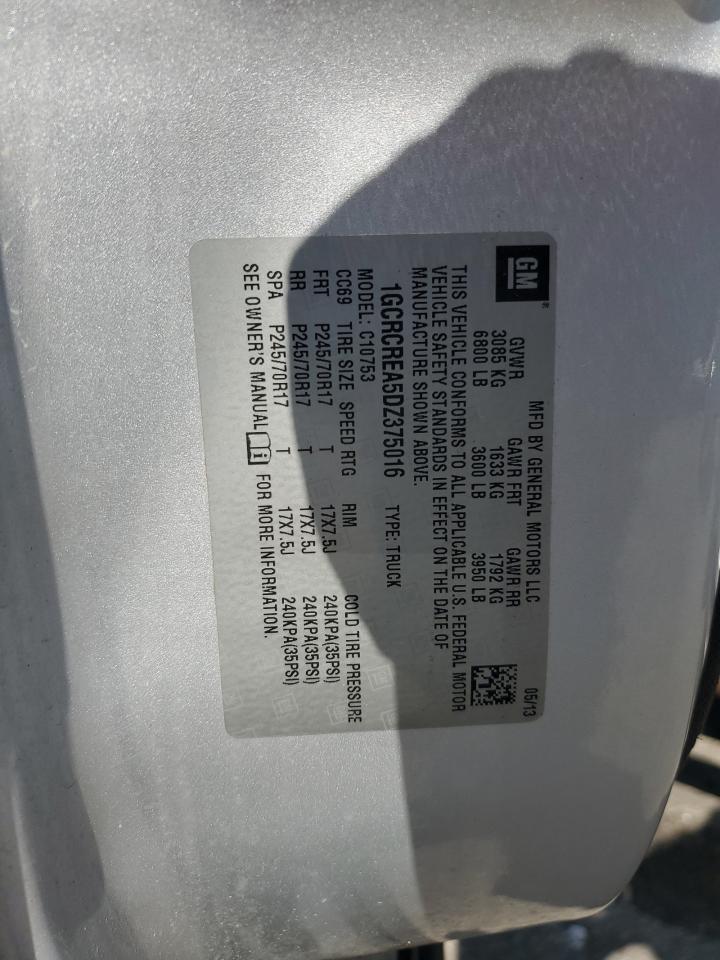 GM®
MFD BY GENERAL MOTORS LLC 05/13
GVWR GAWR FRT GAWR RR
3085 KG 1633 KG 1792 KG
6800 LB 3600 LB 3950 LB
THIS VEHICLE CONFORMS TO ALL APPLICABLE U.S. FEDERAL MOTOR
VEHICLE SAFETY STANDARDS IN EFFECT ON THE DATE OF
MANUFACTURE SHOWN ABOVE.
1GCRCREA5DZ375016 TYPE: TRUCK
MODEL: C10753
CC69 TIRE SIZE SPEED RTG RIM COLD TIRE PRESSURE
FRT P245/70R17 T 17X7.5J 240KPA(35PSI)
RR P245/70R17 T 17X7.5J 240KPA(35PSI)
SPA P245/70R17 T 17X7.5J 240KPA(35PSI)
SEE OWNER'S MANUAL i FOR MORE INFORMATION.